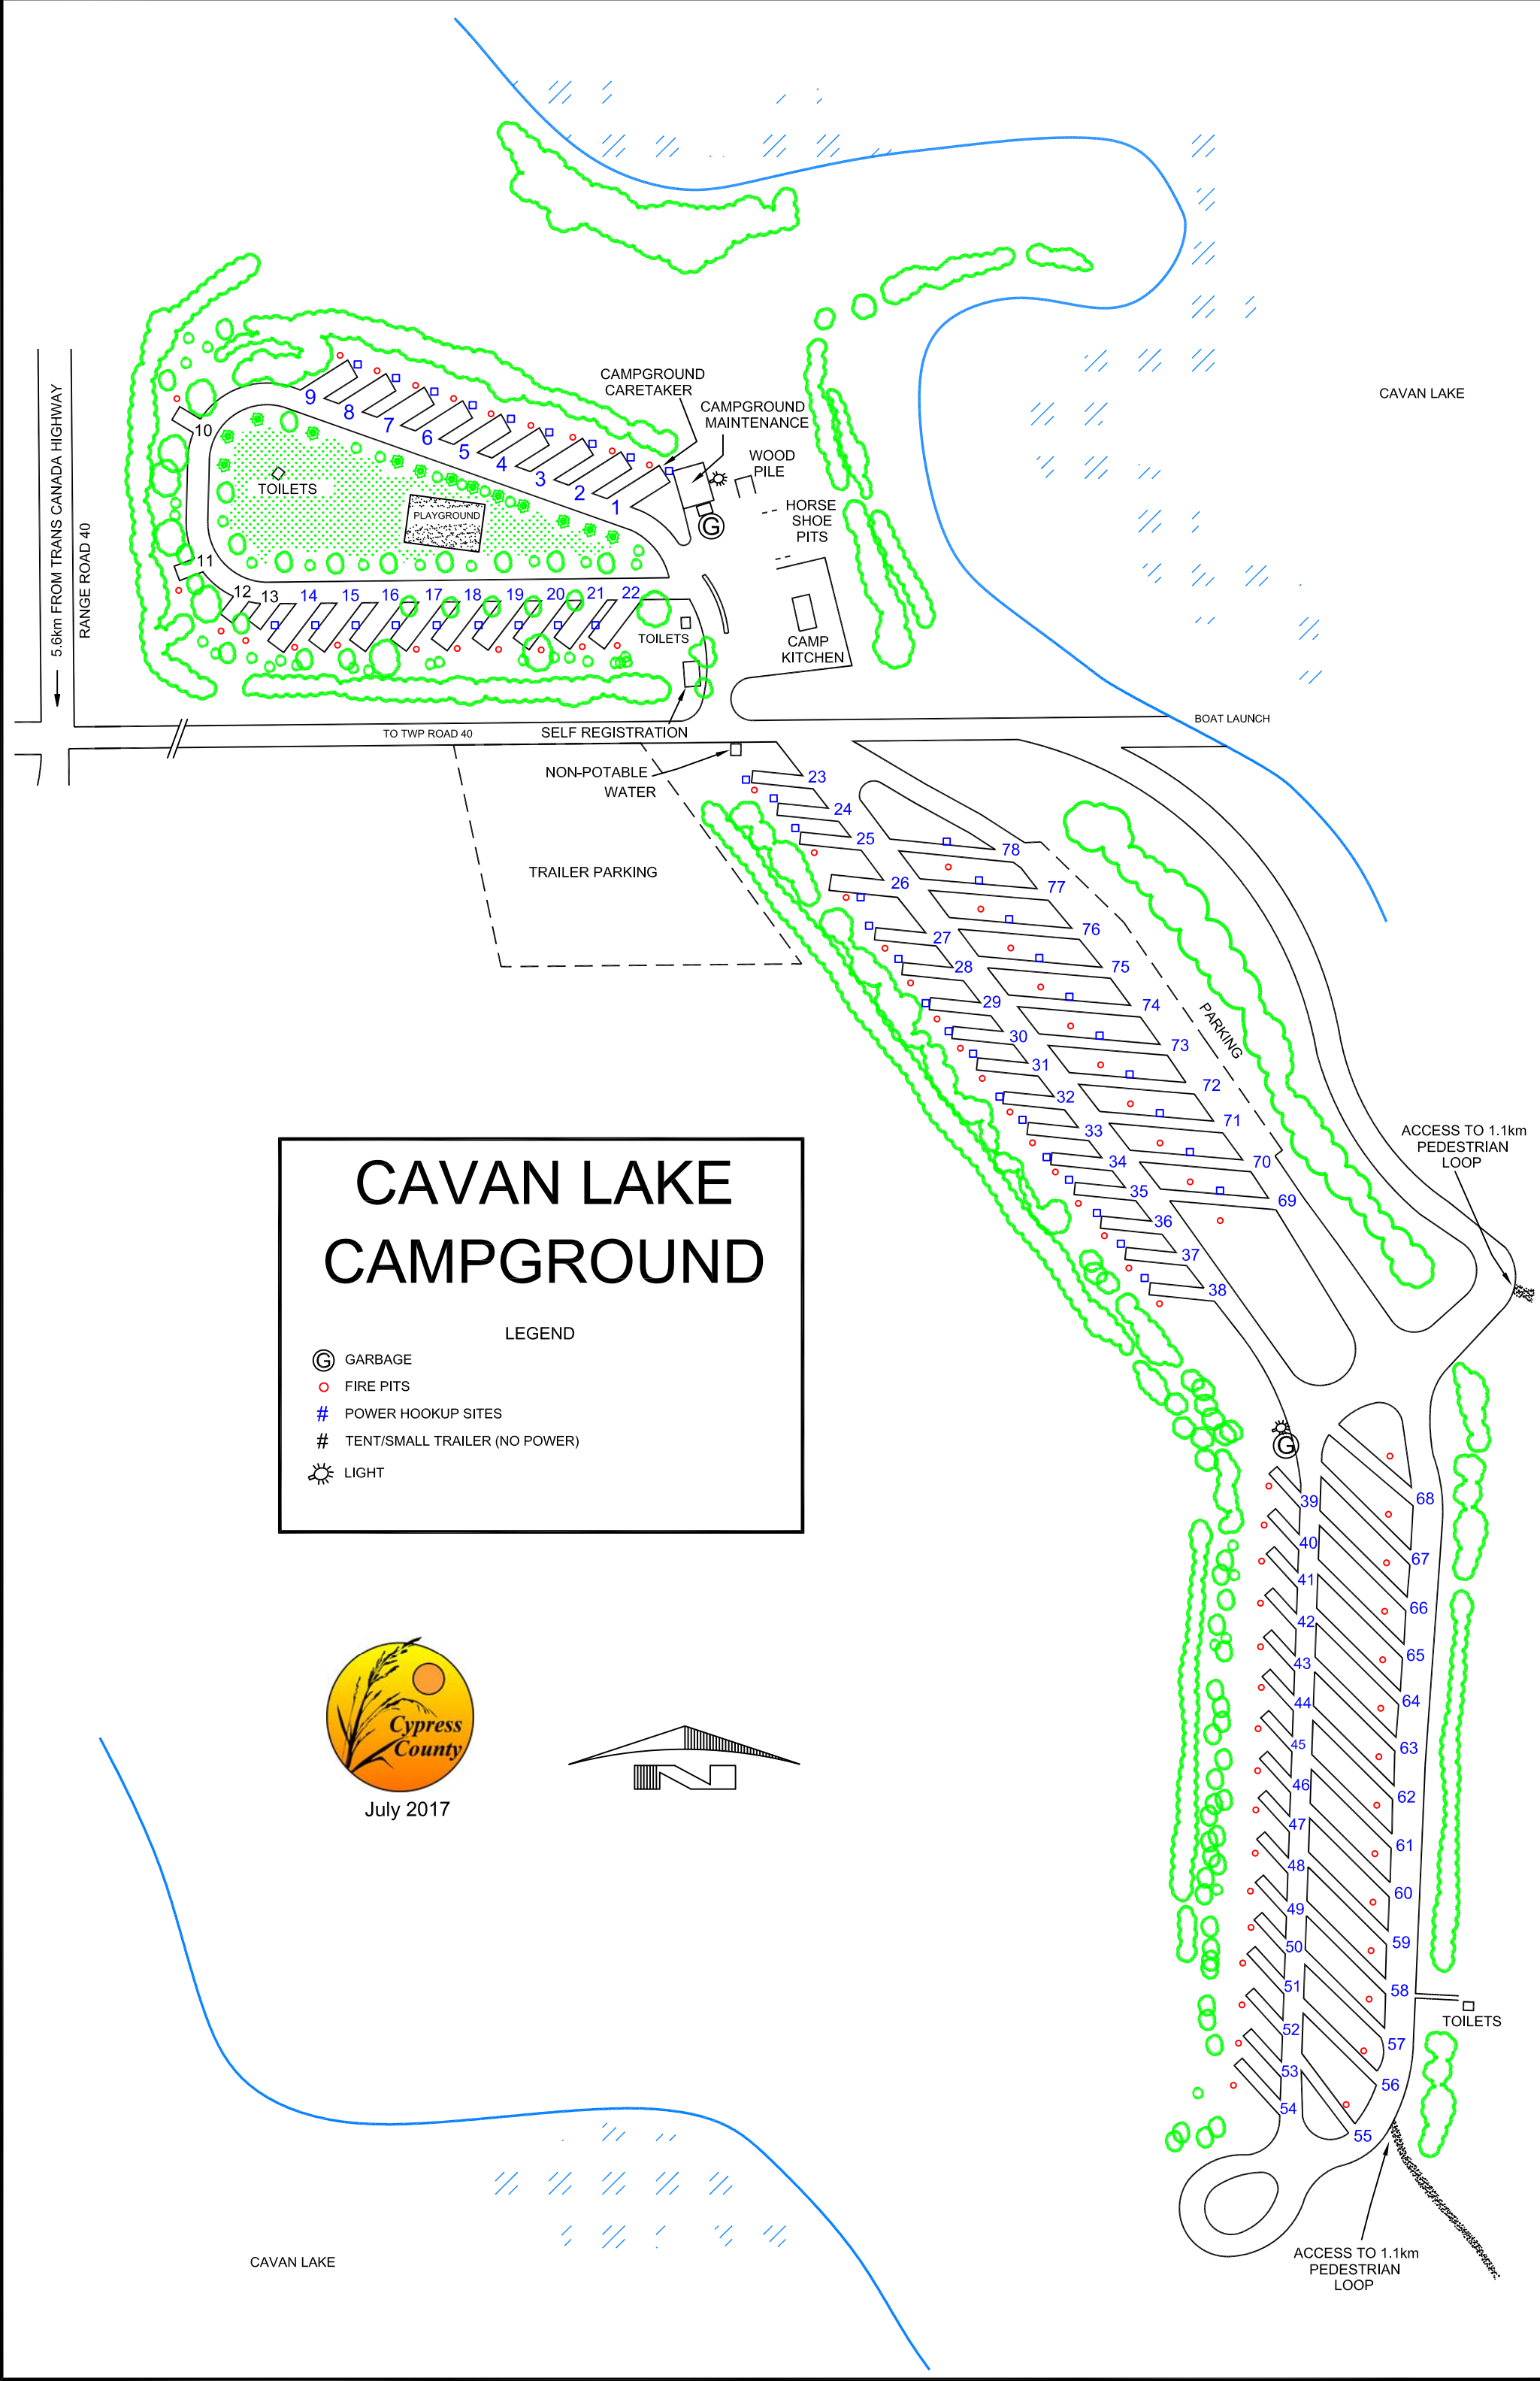 CAVAN LAKE
5.6km FROM TRANS CANADA HIGHWAY
RANGE ROAD 40
CAMPGROUND
CARETAKER
CAMPGROUND
MAINTENANCE
WOOD
PILE
HORSE
SHOE
PITS
G
9
8
7
6
5
4
3
2
1
10
TOILETS
PLAYGROUND
11
12
13
14
15
16
17
18
19
20
21
22
TOILETS
CAMP
KITCHEN
BOAT LAUNCH
TO TWP ROAD 40
SELF REGISTRATION
NON-POTABLE
WATER
TRAILER PARKING
23
24
25
26
27
28
29
30
31
32
33
34
35
36
37
38
78
77
76
75
74
73
72
71
70
69
PARKING
ACCESS TO 1.1km
PEDESTRIAN
LOOP
CAVAN LAKE
CAMPGROUND
LEGEND
G GARBAGE
FIRE PITS
# POWER HOOKUP SITES
# TENT/SMALL TRAILER (NO POWER)
LIGHT
G
39
40
41
42
43
44
45
46
47
48
49
50
51
52
53
54
68
67
66
65
64
63
62
61
60
59
58
57
56
55
TOILETS
Cypress
County
July 2017
N
ACCESS TO 1.1km
PEDESTRIAN
LOOP
CAVAN LAKE